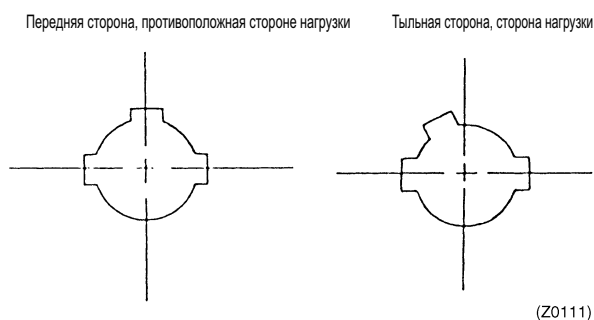 Передняя сторона, противоположная стороне нагрузки
Тыльная сторона, сторона нагрузки
(Z0111)